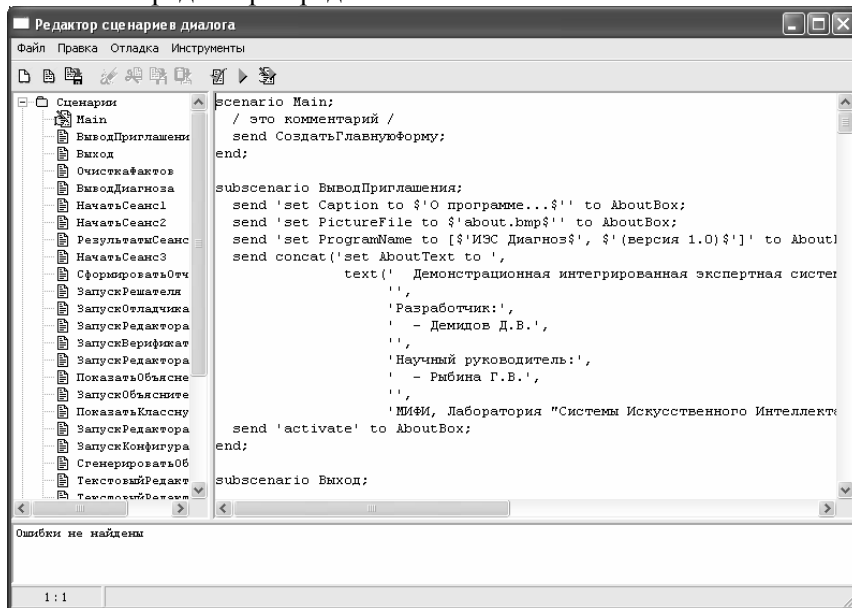 Редактор сценариев диалога
Файл Правка Отладка Инструменты
Сценарии
Main
ВыводПриглашени
Выход
ОчисткаФактов
ВыводДиагноза
НачатьСеанс1
НачатьСеанс2
РезультатыСеанс
НачатьСеанс3
СформироватьОтч
ЗапускРешателя
ЗапускОтладчика
ЗапускРедактора
ЗапускВерификат
ЗапускРедактора
ПоказатьОбъясне
ЗапускОбъясните
ПоказатьКлассну
ЗапускРедактора
ЗапускКонфигура
СгенерироватьОб
ТекстовыйРедакт
scenario Main;
/ это комментарий /
send СоздатьГлавнуюФорму;
end;
subscenario ВыводПриглашения;
send 'set Caption to $'О программе...$'' to AboutBox;
send 'set PictureFile to $'about.bmp$'' to AboutBox;
send 'set ProgramName to [$'ИЭС Диагноз$', $'(версия 1.0)$']' to About
send concat('set AboutText to ',
text(' Демонстрационная интегрированная экспертная систе
'',
'Разработчик:',
' - Демидов Д.В.',
'',
'Научный руководитель:',
' - Рыбина Г.В.',
'',
'МИФИ, Лаборатория "Системы Искусственного Интеллект
send 'activate' to AboutBox;
end;
subscenario Выход;
Ошибки не найдены
1:1